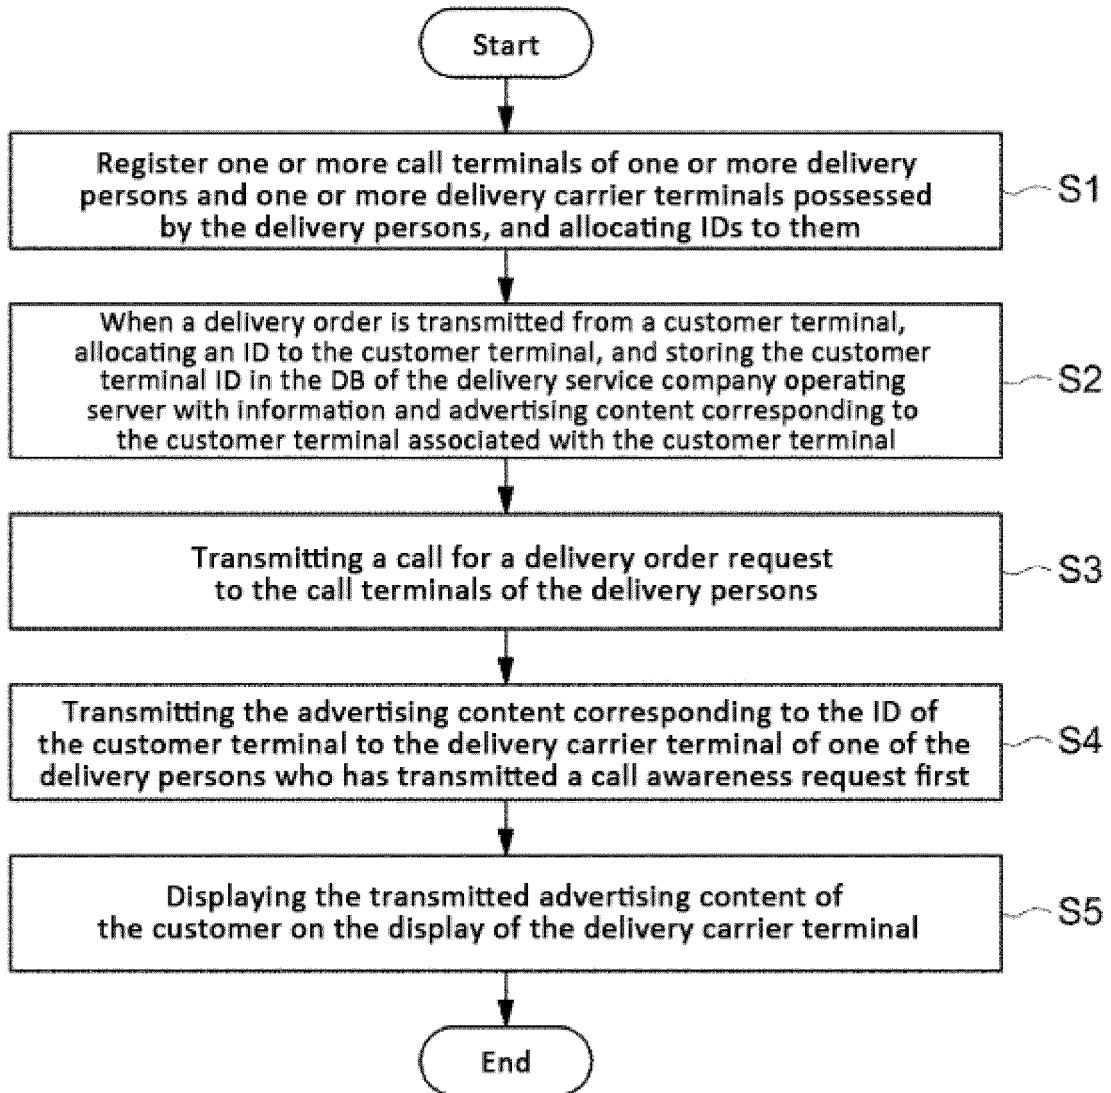 Start
Register one or more call terminals of one or more delivery
persons and one or more delivery carrier terminals possessed
by the delivery persons, and allocating IDs to them
S1
When a delivery order is transmitted from a customer terminal,
allocating an ID to the customer terminal, and storing the customer
terminal ID in the DB of the delivery service company operating
server with information and advertising content corresponding to
the customer terminal associated with the customer terminal
S2
Transmitting a call for a delivery order request
to the call terminals of the delivery persons
S3
Transmitting the advertising content corresponding to the ID of
the customer terminal to the delivery carrier terminal of one of the
delivery persons who has transmitted a call awareness request first
S4
Displaying the transmitted advertising content of
the customer on the display of the delivery carrier terminal
S5
End